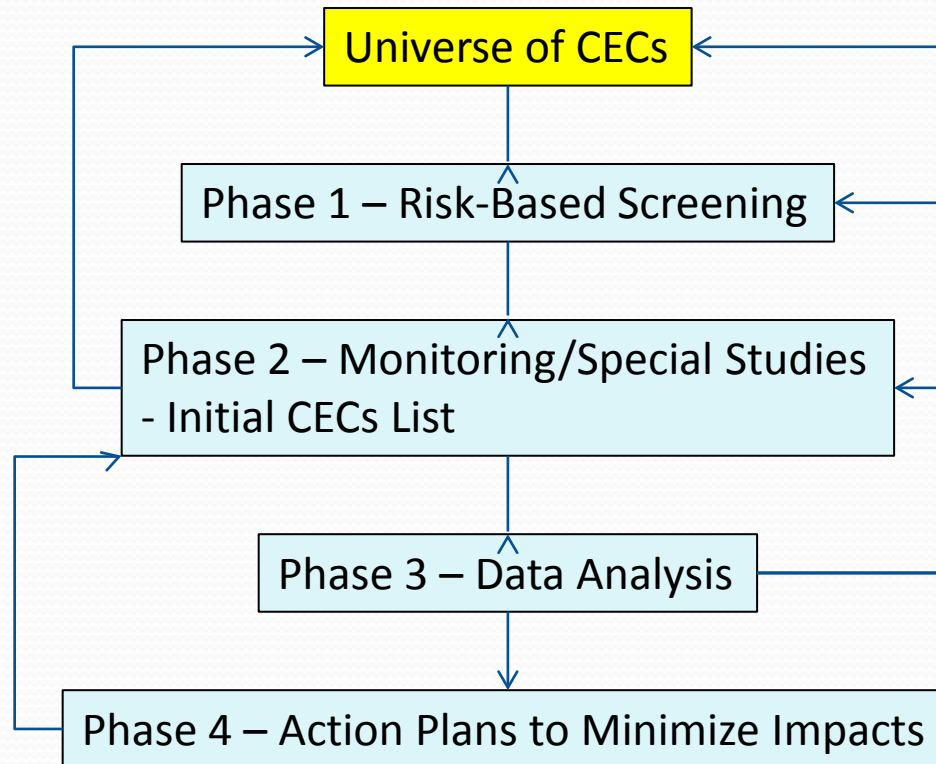 Universe of CECs
Phase 1 – Risk-Based Screening
Phase 2 – Monitoring/Special Studies
- Initial CECs List
Phase 3 – Data Analysis
Phase 4 – Action Plans to Minimize Impacts